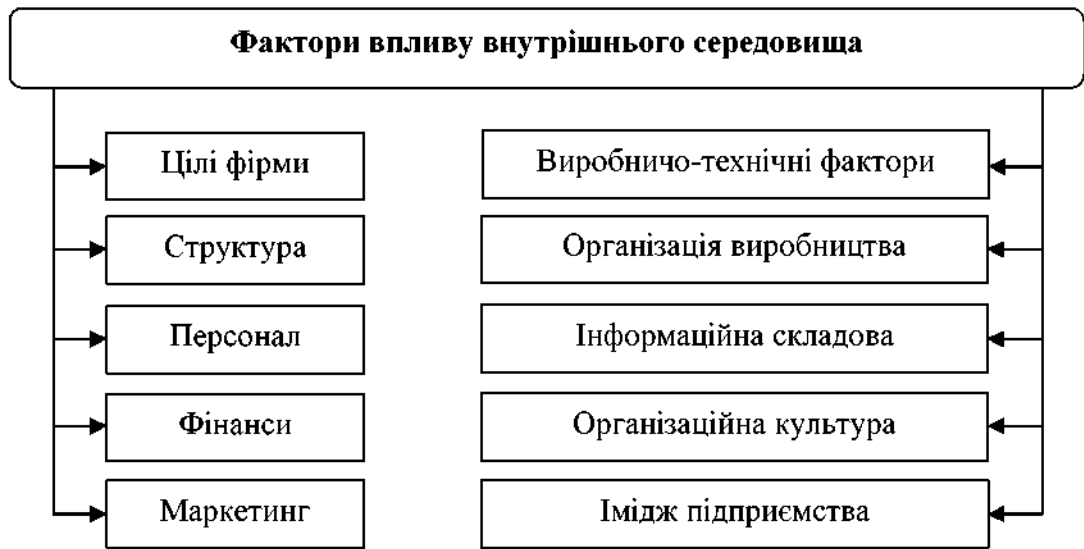 Фактори впливу внутрішнього середовища
Цілі фірми
Структура
Персонал
Фінанси
Маркетинг
Виробничо-технічні фактори
Організація виробництва
Інформаційна складова
Організаційна культура
Імідж підприємства